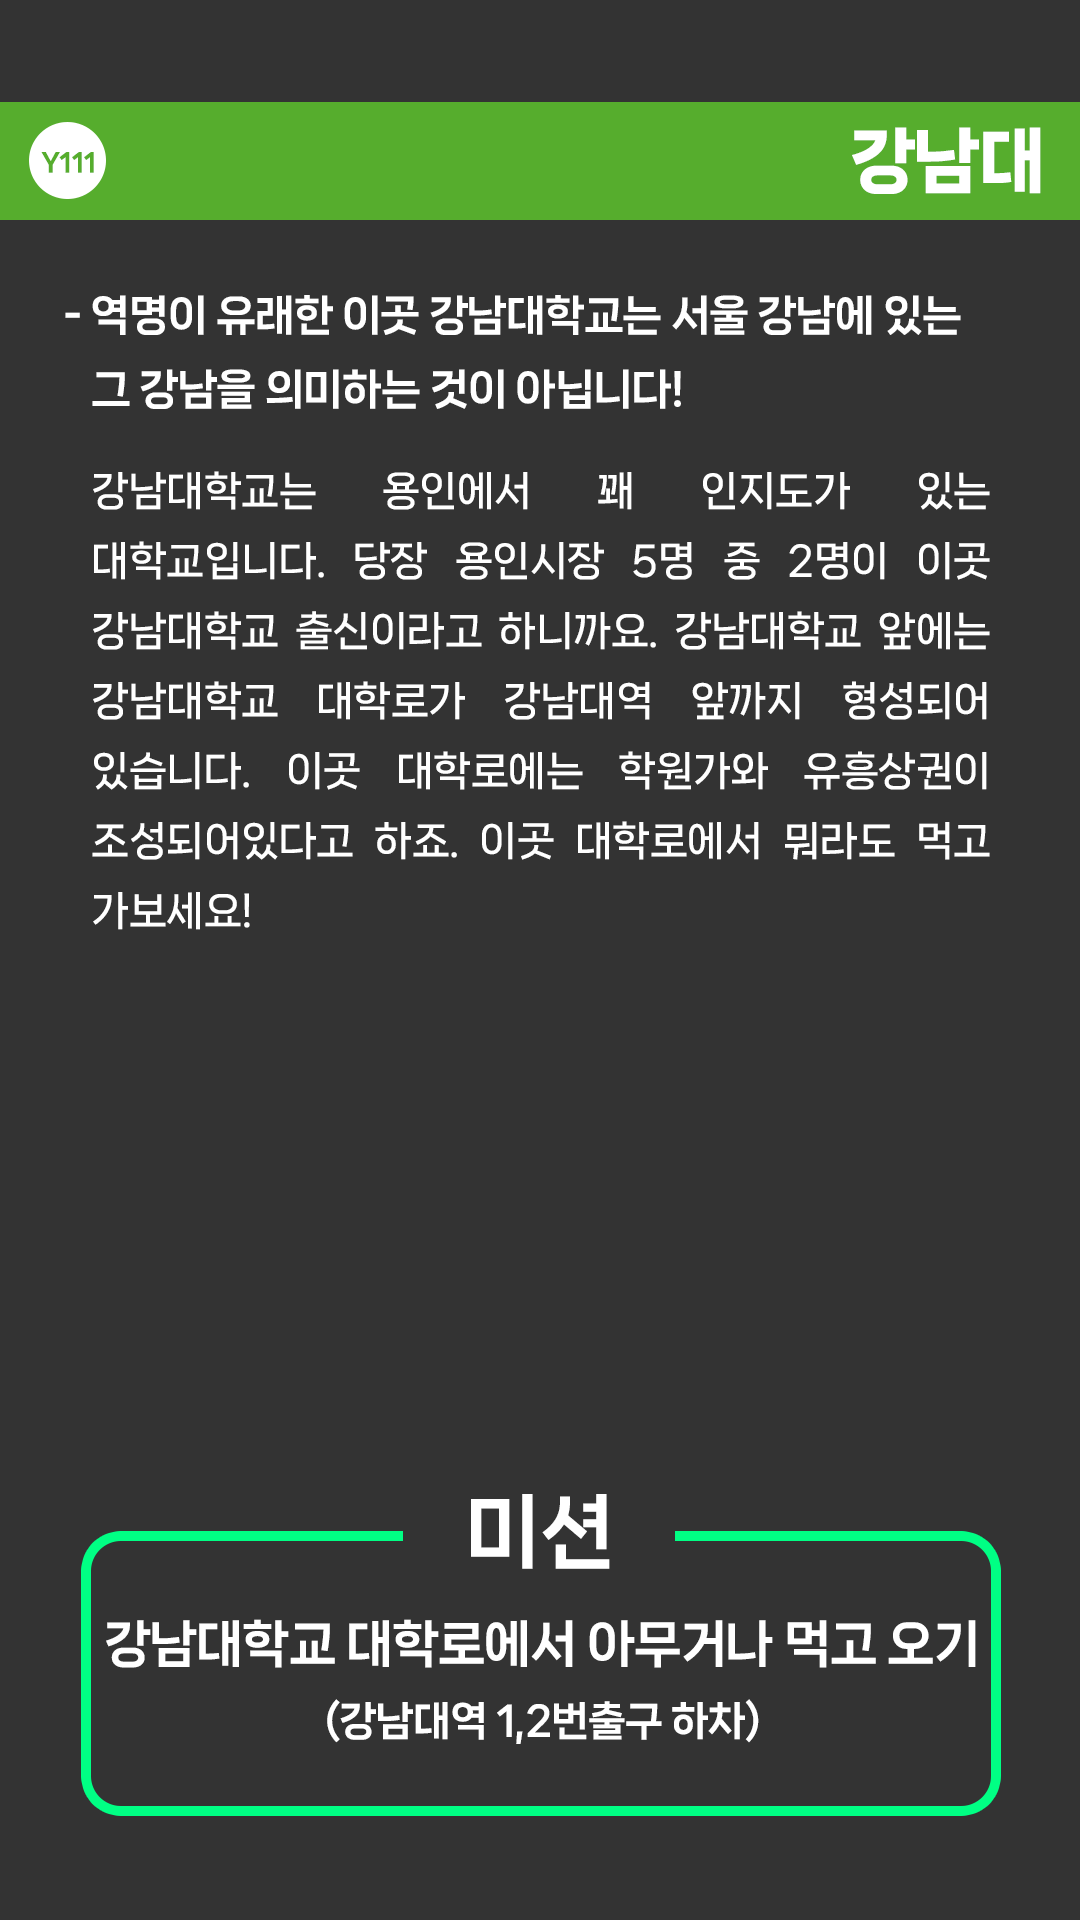 Y111
강남대
- 역명이 유래한 이곳 강남대학교는 서울 강남에 있는
그 강남을 의미하는 것이 아닙니다!
강남대학교는 용인에서 꽤 인지도가 있는
대학교입니다. 당장 용인시장 5명 중 2명이 이곳
강남대학교 출신이라고 하니까요. 강남대학교 앞에는
강남대학교 대학로가 강남대역 앞까지 형성되어
있습니다. 이곳 대학로에는 학원가와 유흥상권이
조성되어있다고 하죠. 이곳 대학로에서 뭐라도 먹고
가보세요!
미션
강남대학교 대학로에서 아무거나 먹고 오기
(강남대역 1,2번출구 하차)